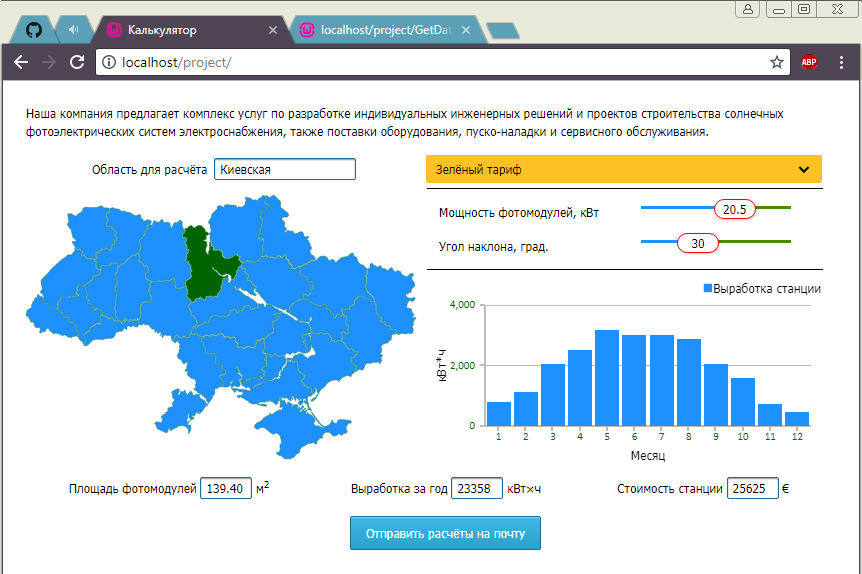 Калькулятор
localhost/project/GetDat
localhost/project/
ABP
Наша компания предлагает комплекс услуг по разработке индивидуальных инженерных решений и проектов строительства солнечных
фотоэлектрических систем электроснабжения, также поставки оборудования, пуско-наладки и сервисного обслуживания.
Область для расчёта Киевская
Зелёный тариф
Мощность фотомодулей, кВт 20.5
Угол наклона, град. 30
Выработка станции
4,000
2,000
0
кВт*ч
1 2 3 4 5 6 7 8 9 10 11 12
Месяц
Площадь фотомодулей 139.40 м²
Выработка за год 23358 кВт×ч
Стоимость станции 25625 €
Отправить расчёты на почту